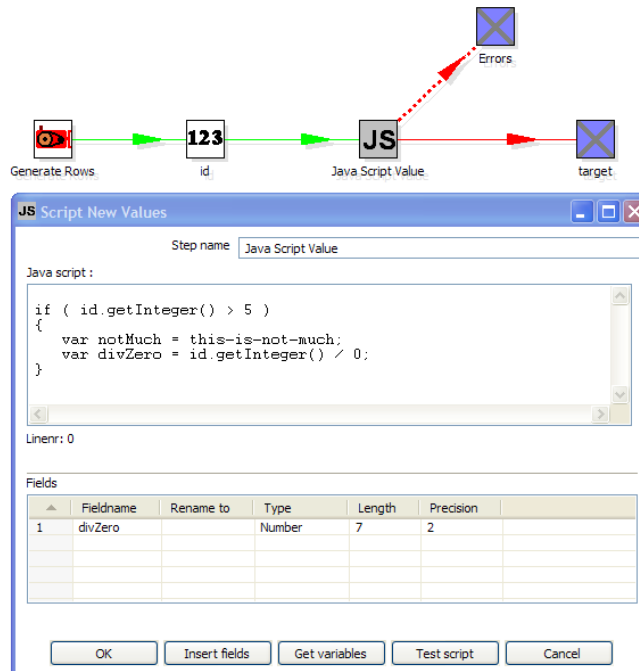 Errors
123
JS
Generate Rows
id
Java Script Value
target
JS Script New Values
Step name Java Script Value
Java script :
if ( id.getInteger() > 5 )
{
var notMuch = this-is-not-much;
var divZero = id.getInteger() / 0;
}
Linenr: 0
Fields
Fieldname Rename to Type Length Precision
1 divZero Number 7 2
OK Insert fields Get variables Test script Cancel